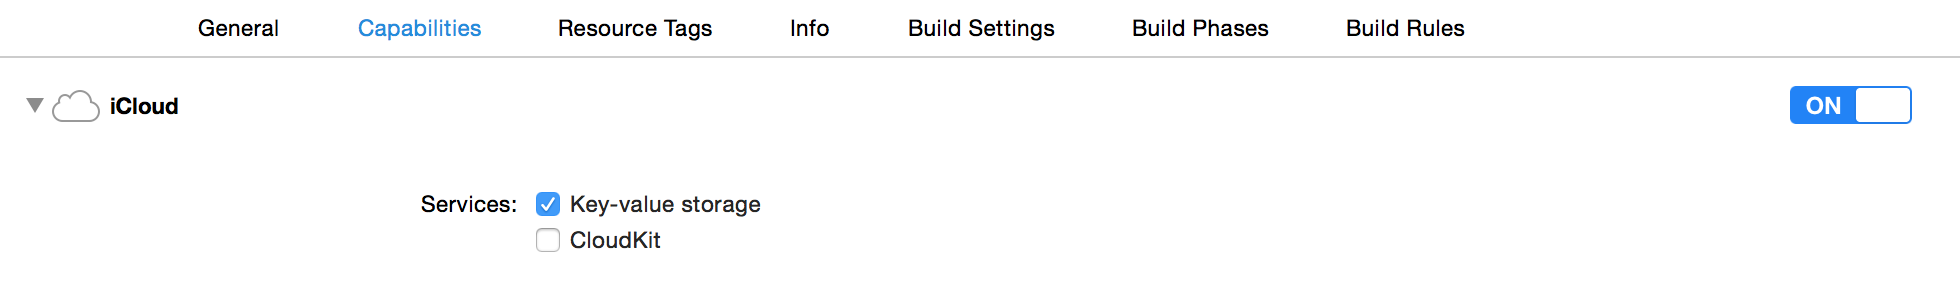 General Capabilities Resource Tags Info Build Settings Build Phases Build Rules
iCloud ON
Services: Key-value storage
CloudKit